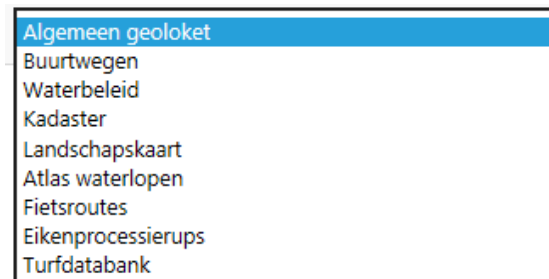 Algemeen geoloket
Buurtwegen
Waterbeleid
Kadaster
Landschapskaart
Atlas waterlopen
Fietsroutes
Eikenprocessierups
Turfdatabank